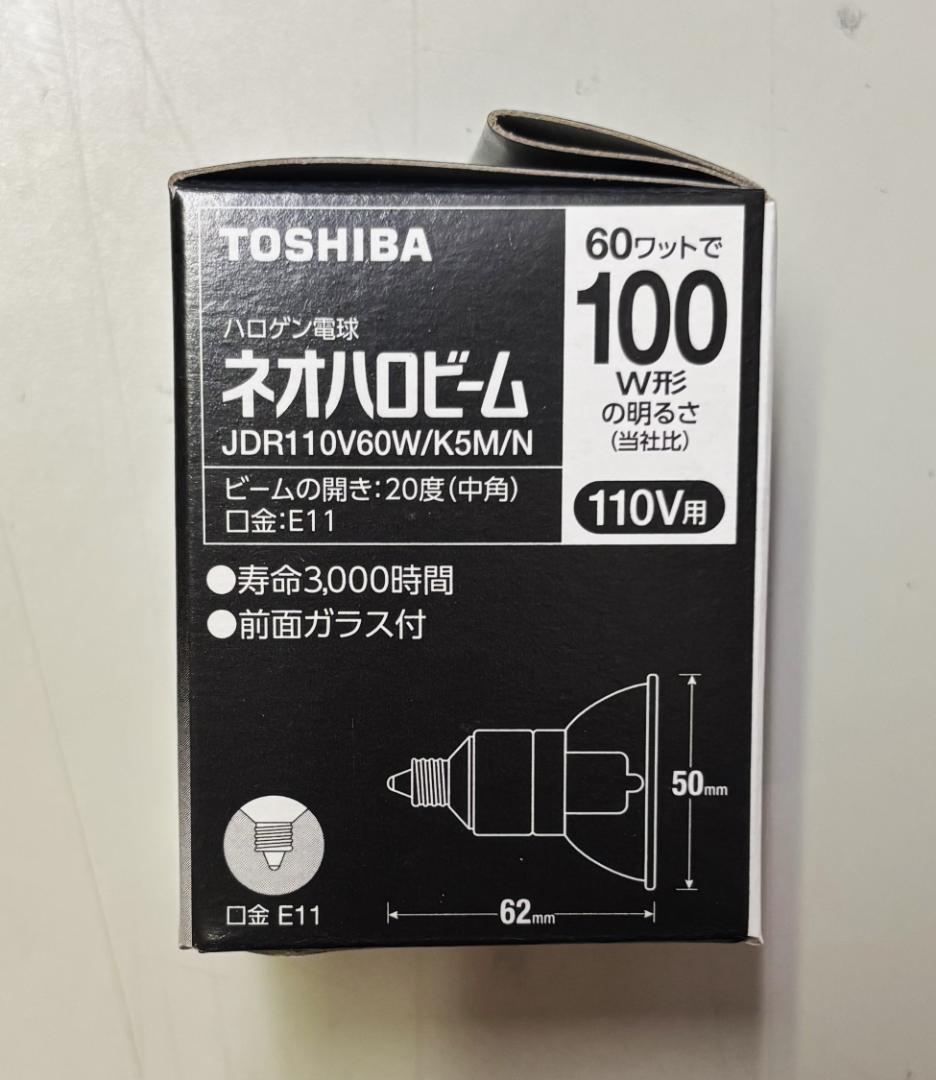 TOSHIBA
ハロゲン電球
ネオハロビーム
JDR110V60W/K5M/N
ビームの開き:20度(中角)
口金:E11
60ワットで
100
W形
の明るさ
(当社比)
110V用
●寿命3,000時間
●前面ガラス付
50mm
62mm
口金 E11